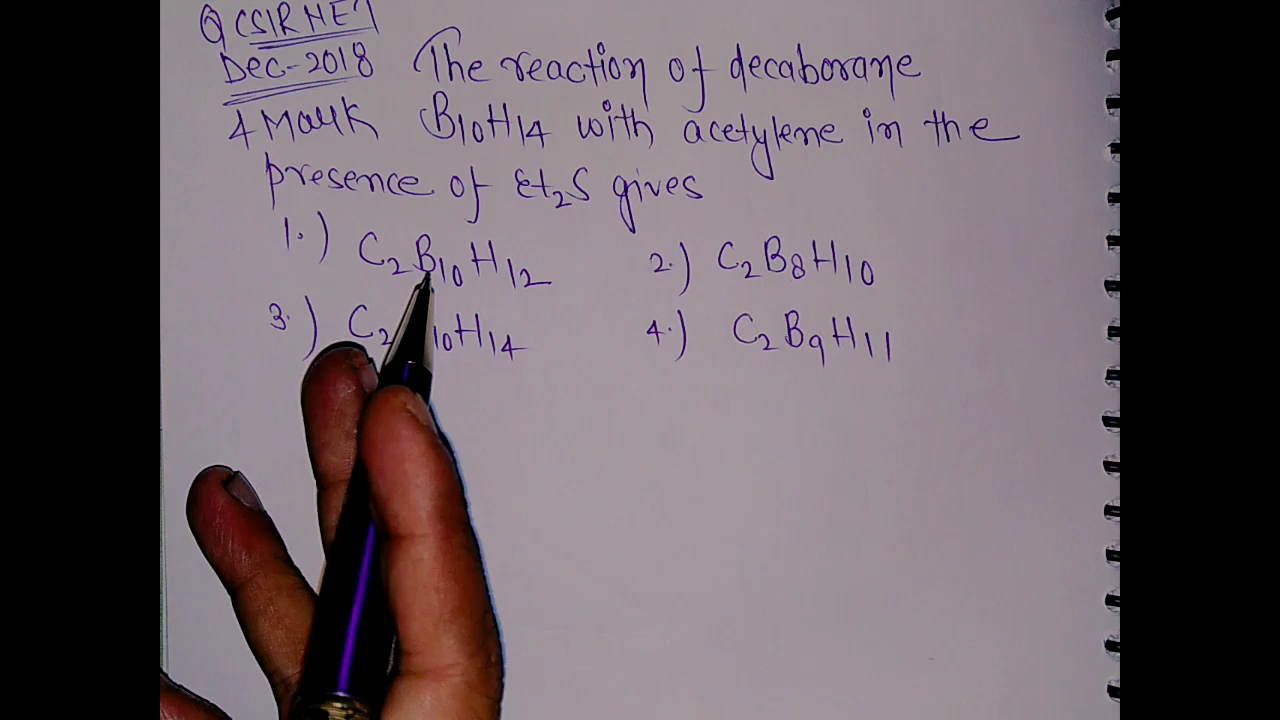 Q CSIR NET
Dec-2018 The reaction of decaborane
4 Mark B10H14 with acetylene in the
presence of Et2S gives
1.) C2B10H12 2.) C2B8H10
3.) C2 10H14 4.) C2B9H11